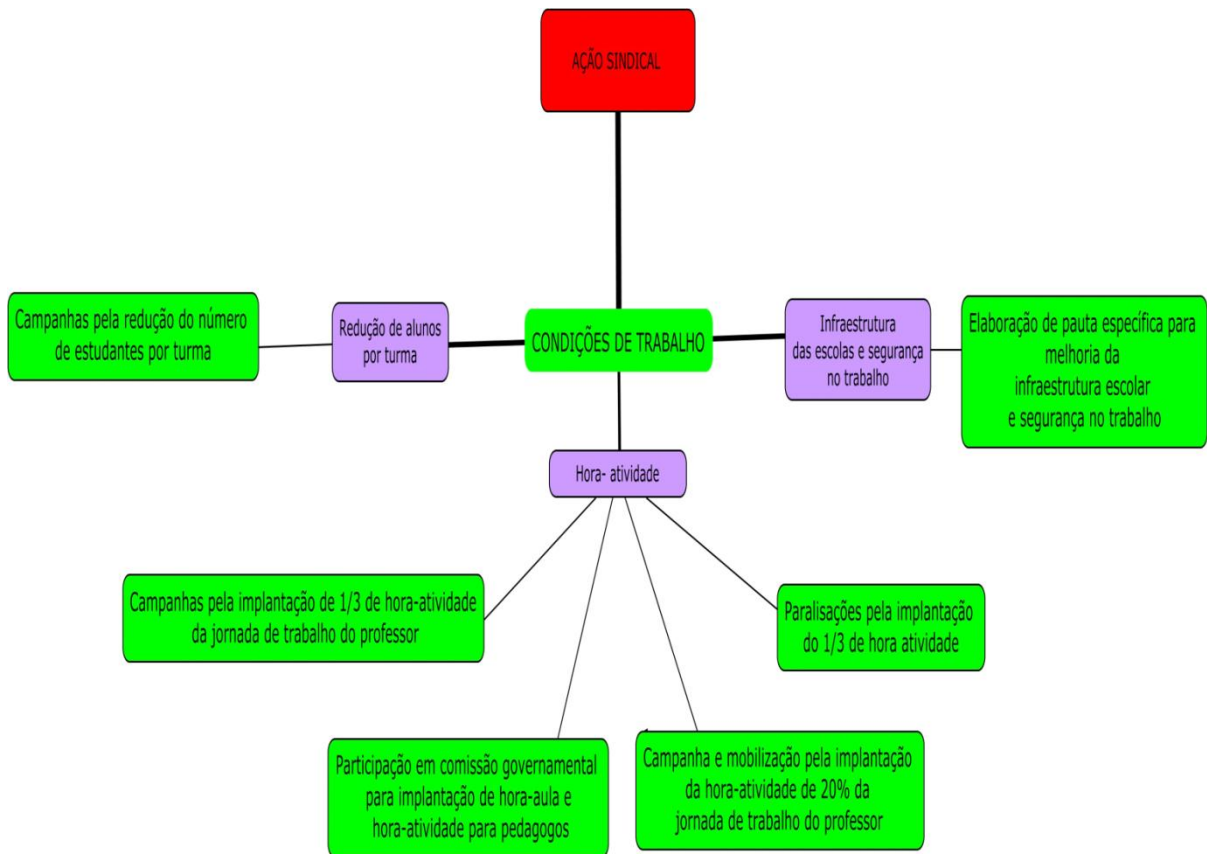 AÇÃO SINDICAL
Campanhas pela redução do número
de estudantes por turma
Redução de alunos
por turma
CONDIÇÕES DE TRABALHO
Infraestrutura
das escolas e segurança
no trabalho
Elaboração de pauta específica para
melhoria da
infraestrutura escolar
e segurança no trabalho
Hora- atividade
Campanhas pela implantação de 1/3 de hora-atividade
da jornada de trabalho do professor
Paralisações pela implantação
do 1/3 de hora atividade
Participação em comissão governamental
para implantação de hora-aula e
hora-atividade para pedagogos
Campanha e mobilização pela implantação
da hora-atividade de 20% da
jornada de trabalho do professor